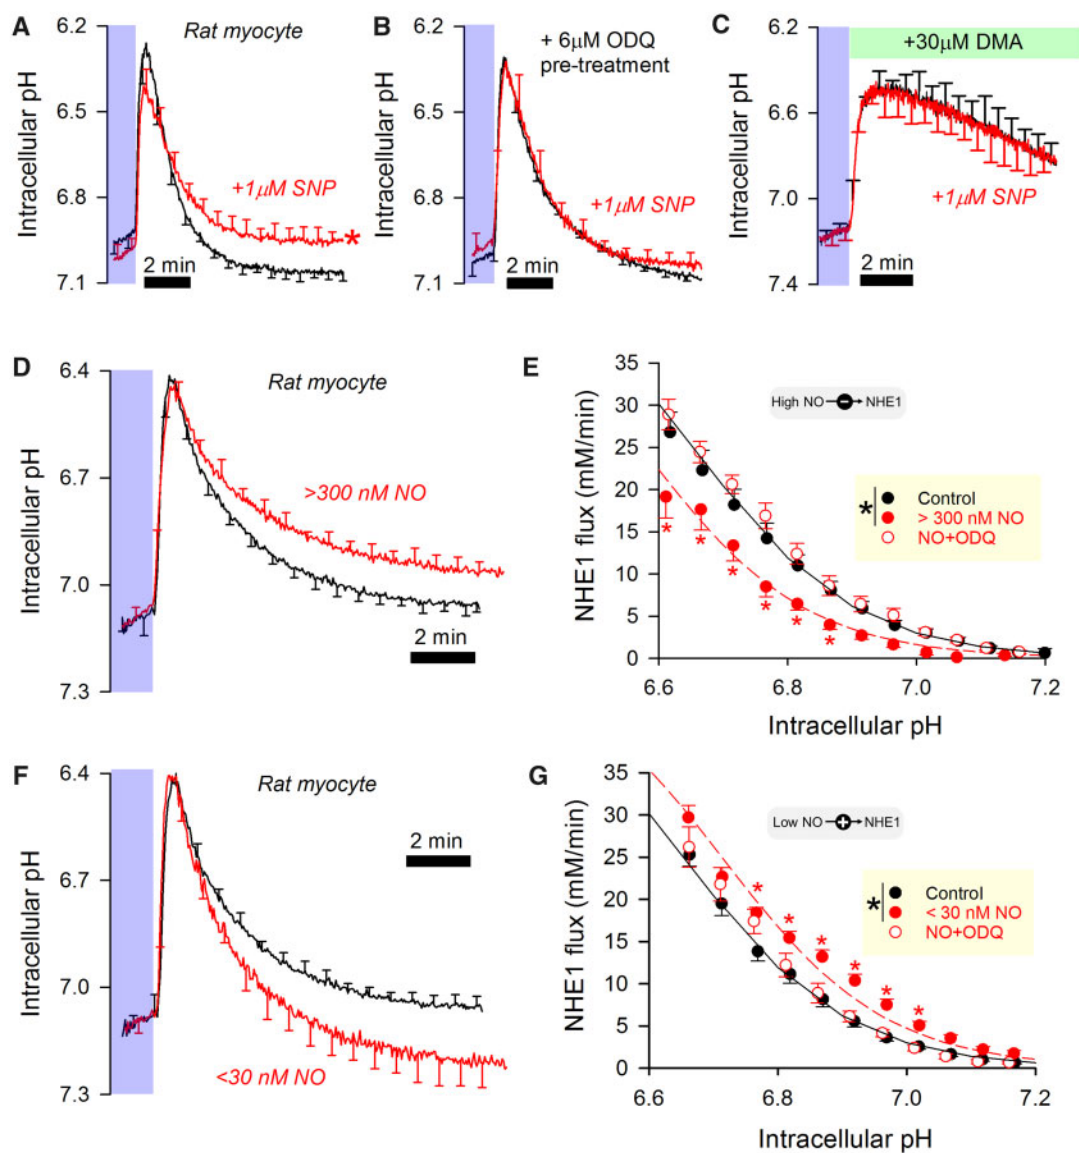 A
Rat myocyte
Intracellular pH
6.2
6.5
6.8
7.1
+1μM SNP
*
2 min
B
+ 6μM ODQ
pre-treatment
Intracellular pH
6.2
6.5
6.8
7.1
+1μM SNP
2 min
C
+30μM DMA
Intracellular pH
6.2
6.6
7.0
7.4
+1μM SNP
2 min
D
Rat myocyte
Intracellular pH
6.4
6.7
7.0
7.3
>300 nM NO
2 min
E
NHE1 flux (mM/min)
35
30
25
20
15
10
5
0
High NO − NHE1
* Control
> 300 nM NO
NO+ODQ
* * * * * *
6.6 6.8 7.0 7.2
Intracellular pH
F
Rat myocyte
Intracellular pH
6.4
6.7
7.0
7.3
2 min
<30 nM NO
G
NHE1 flux (mM/min)
35
30
25
20
15
10
5
0
Low NO + NHE1
* Control
< 30 nM NO
NO+ODQ
* * * * * *
6.6 6.8 7.0 7.2
Intracellular pH